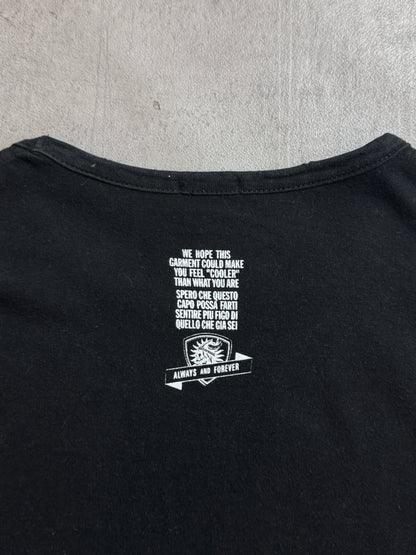 WE HOPE THIS
GARMENT COULD MAKE
YOU FEEL "COOLER"
THAN WHAT YOU ARE
SPERO CHE QUESTO
CAPO POSSA FARTI
SENTIRE PIU FIGO DI
QUELLO CHE GIA SEI
ALWAYS AND FOREVER